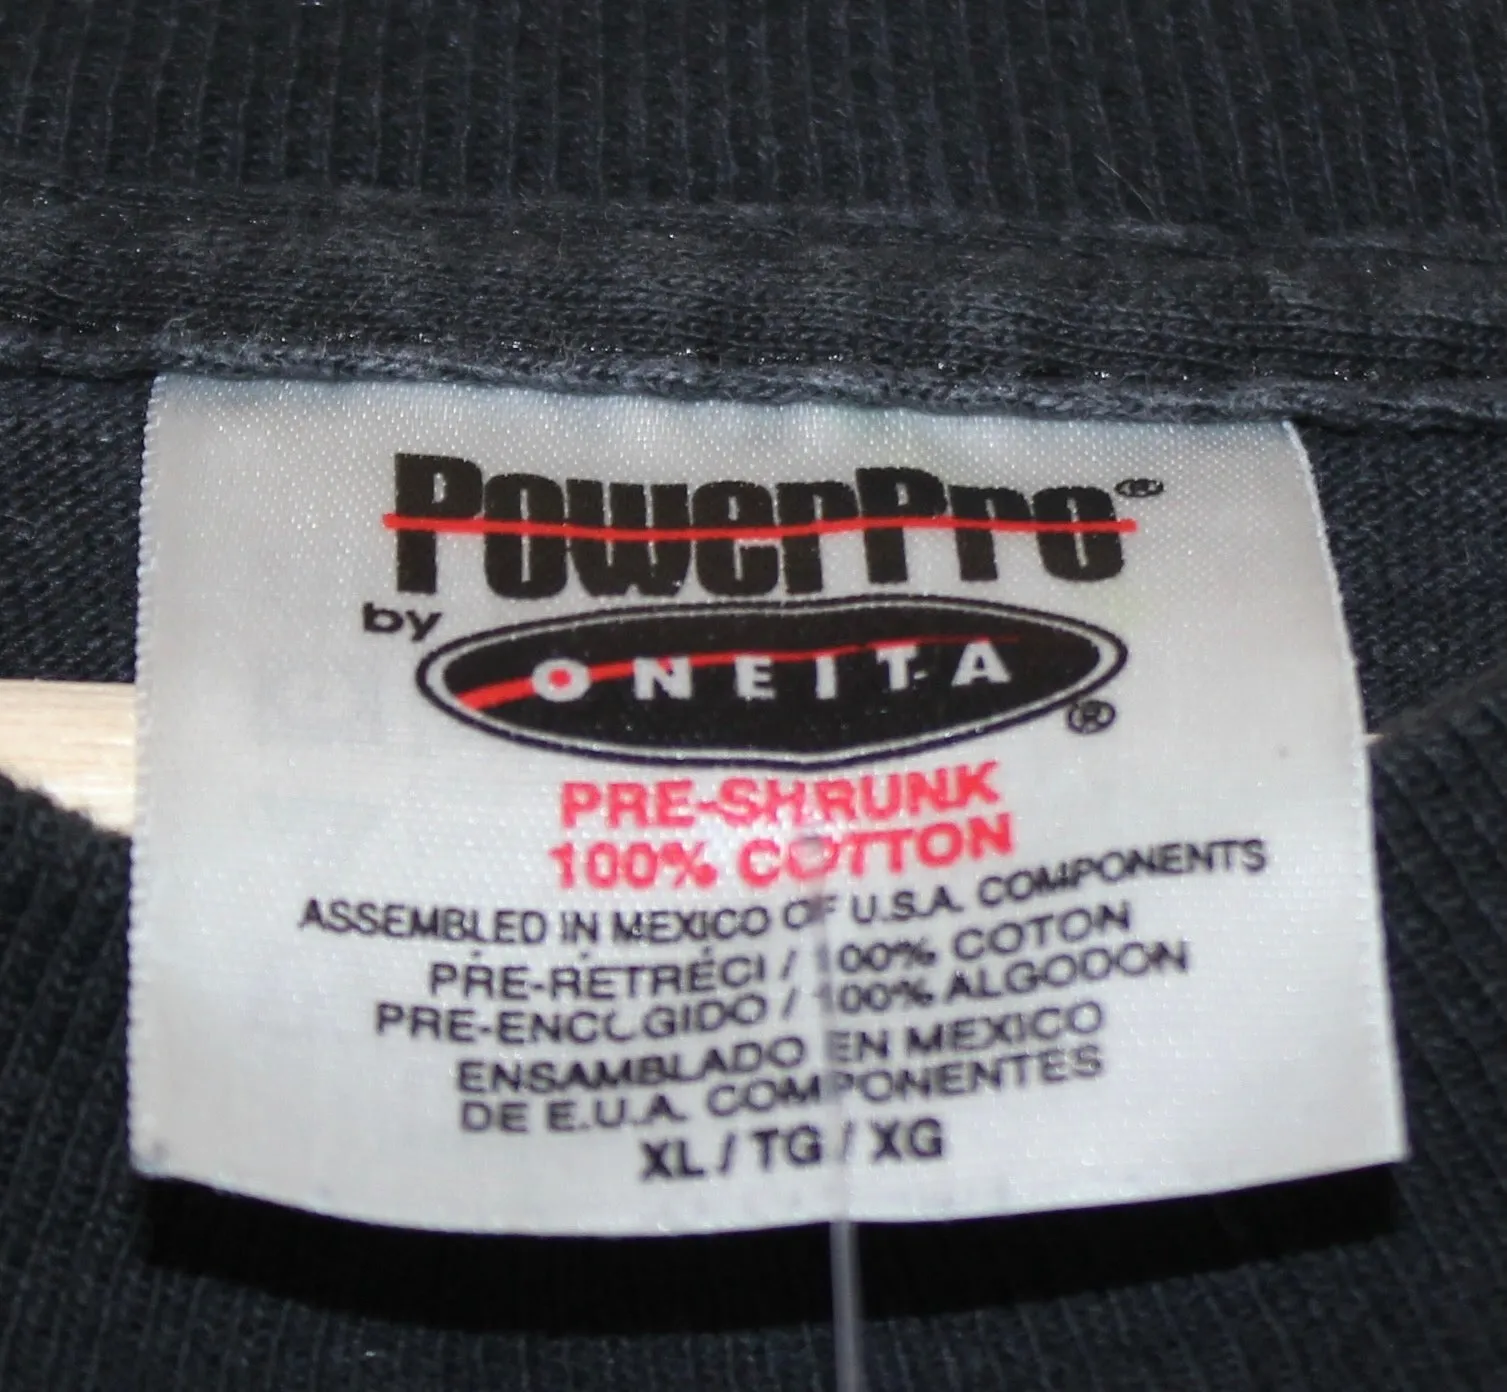 PowerPro®
by ONEITA®
PRE-SHRUNK
100% COTTON
ASSEMBLED IN MEXICO OF U.S.A. COMPONENTS
PRE-RETRÉCI / 100% COTON
PRE-ENCOGIDO / 100% ALGODON
ENSAMBLADO EN MEXICO
DE E.U.A. COMPONENTES
XL / TG / XG